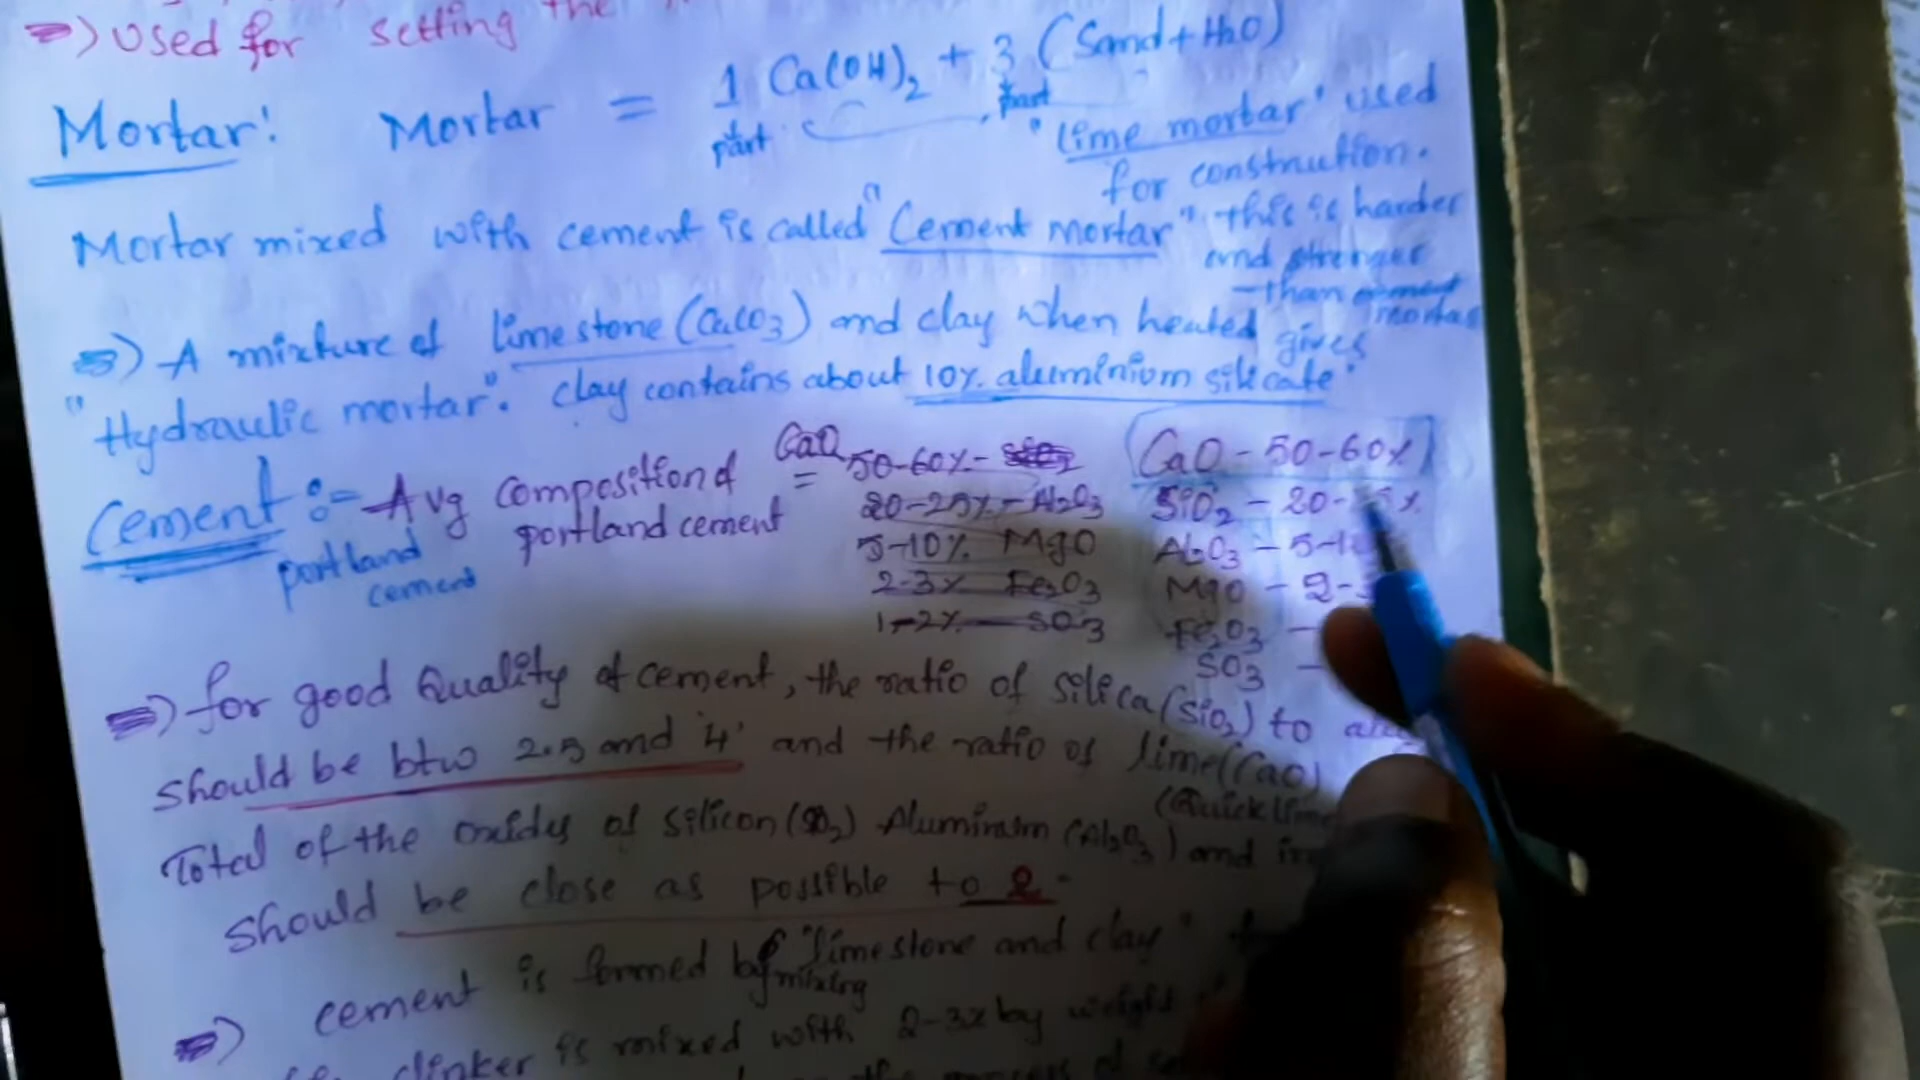 => Used for setting the
Mortar: Mortar = 1 Ca(OH)2 + 3 (Sand + H2O)
part part
"lime mortar" used
for construction.
Mortar mixed with cement is called "Cement mortar" this is harder
and stronger
than cement
mortar
=> A mixture of limestone (CaCO3) and clay when heated gives
"Hydraulic mortar". clay contains about 10% aluminium silicate"
Cement :- Avg composition of portland cement = CaO 50-60% -
portland cement
20-25% - Al2O3
5-10% MgO
2-3% Fe2O3
1-2% - SO3
CaO - 50-60%
SiO2 - 20-
Al2O3 - 5-
MgO - 2-
Fe2O3 -
SO3 -
=> for good Quality of cement, the ratio of silica (SiO2) to
should be btw 2.5 and '4' and the ratio of lime (CaO)
(Quick lime
Total of the oxides of silicon ( ) Aluminium (Al2O3) and
should be close as possible to 2.
=> cement is formed by mixing "limestone and clay"
clinker is mixed with 2-3% by weight